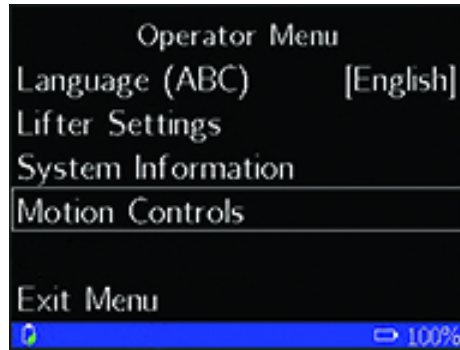 Operator Menu
Language (ABC) [English]
Lifter Settings
System Information
Motion Controls
Exit Menu
100%